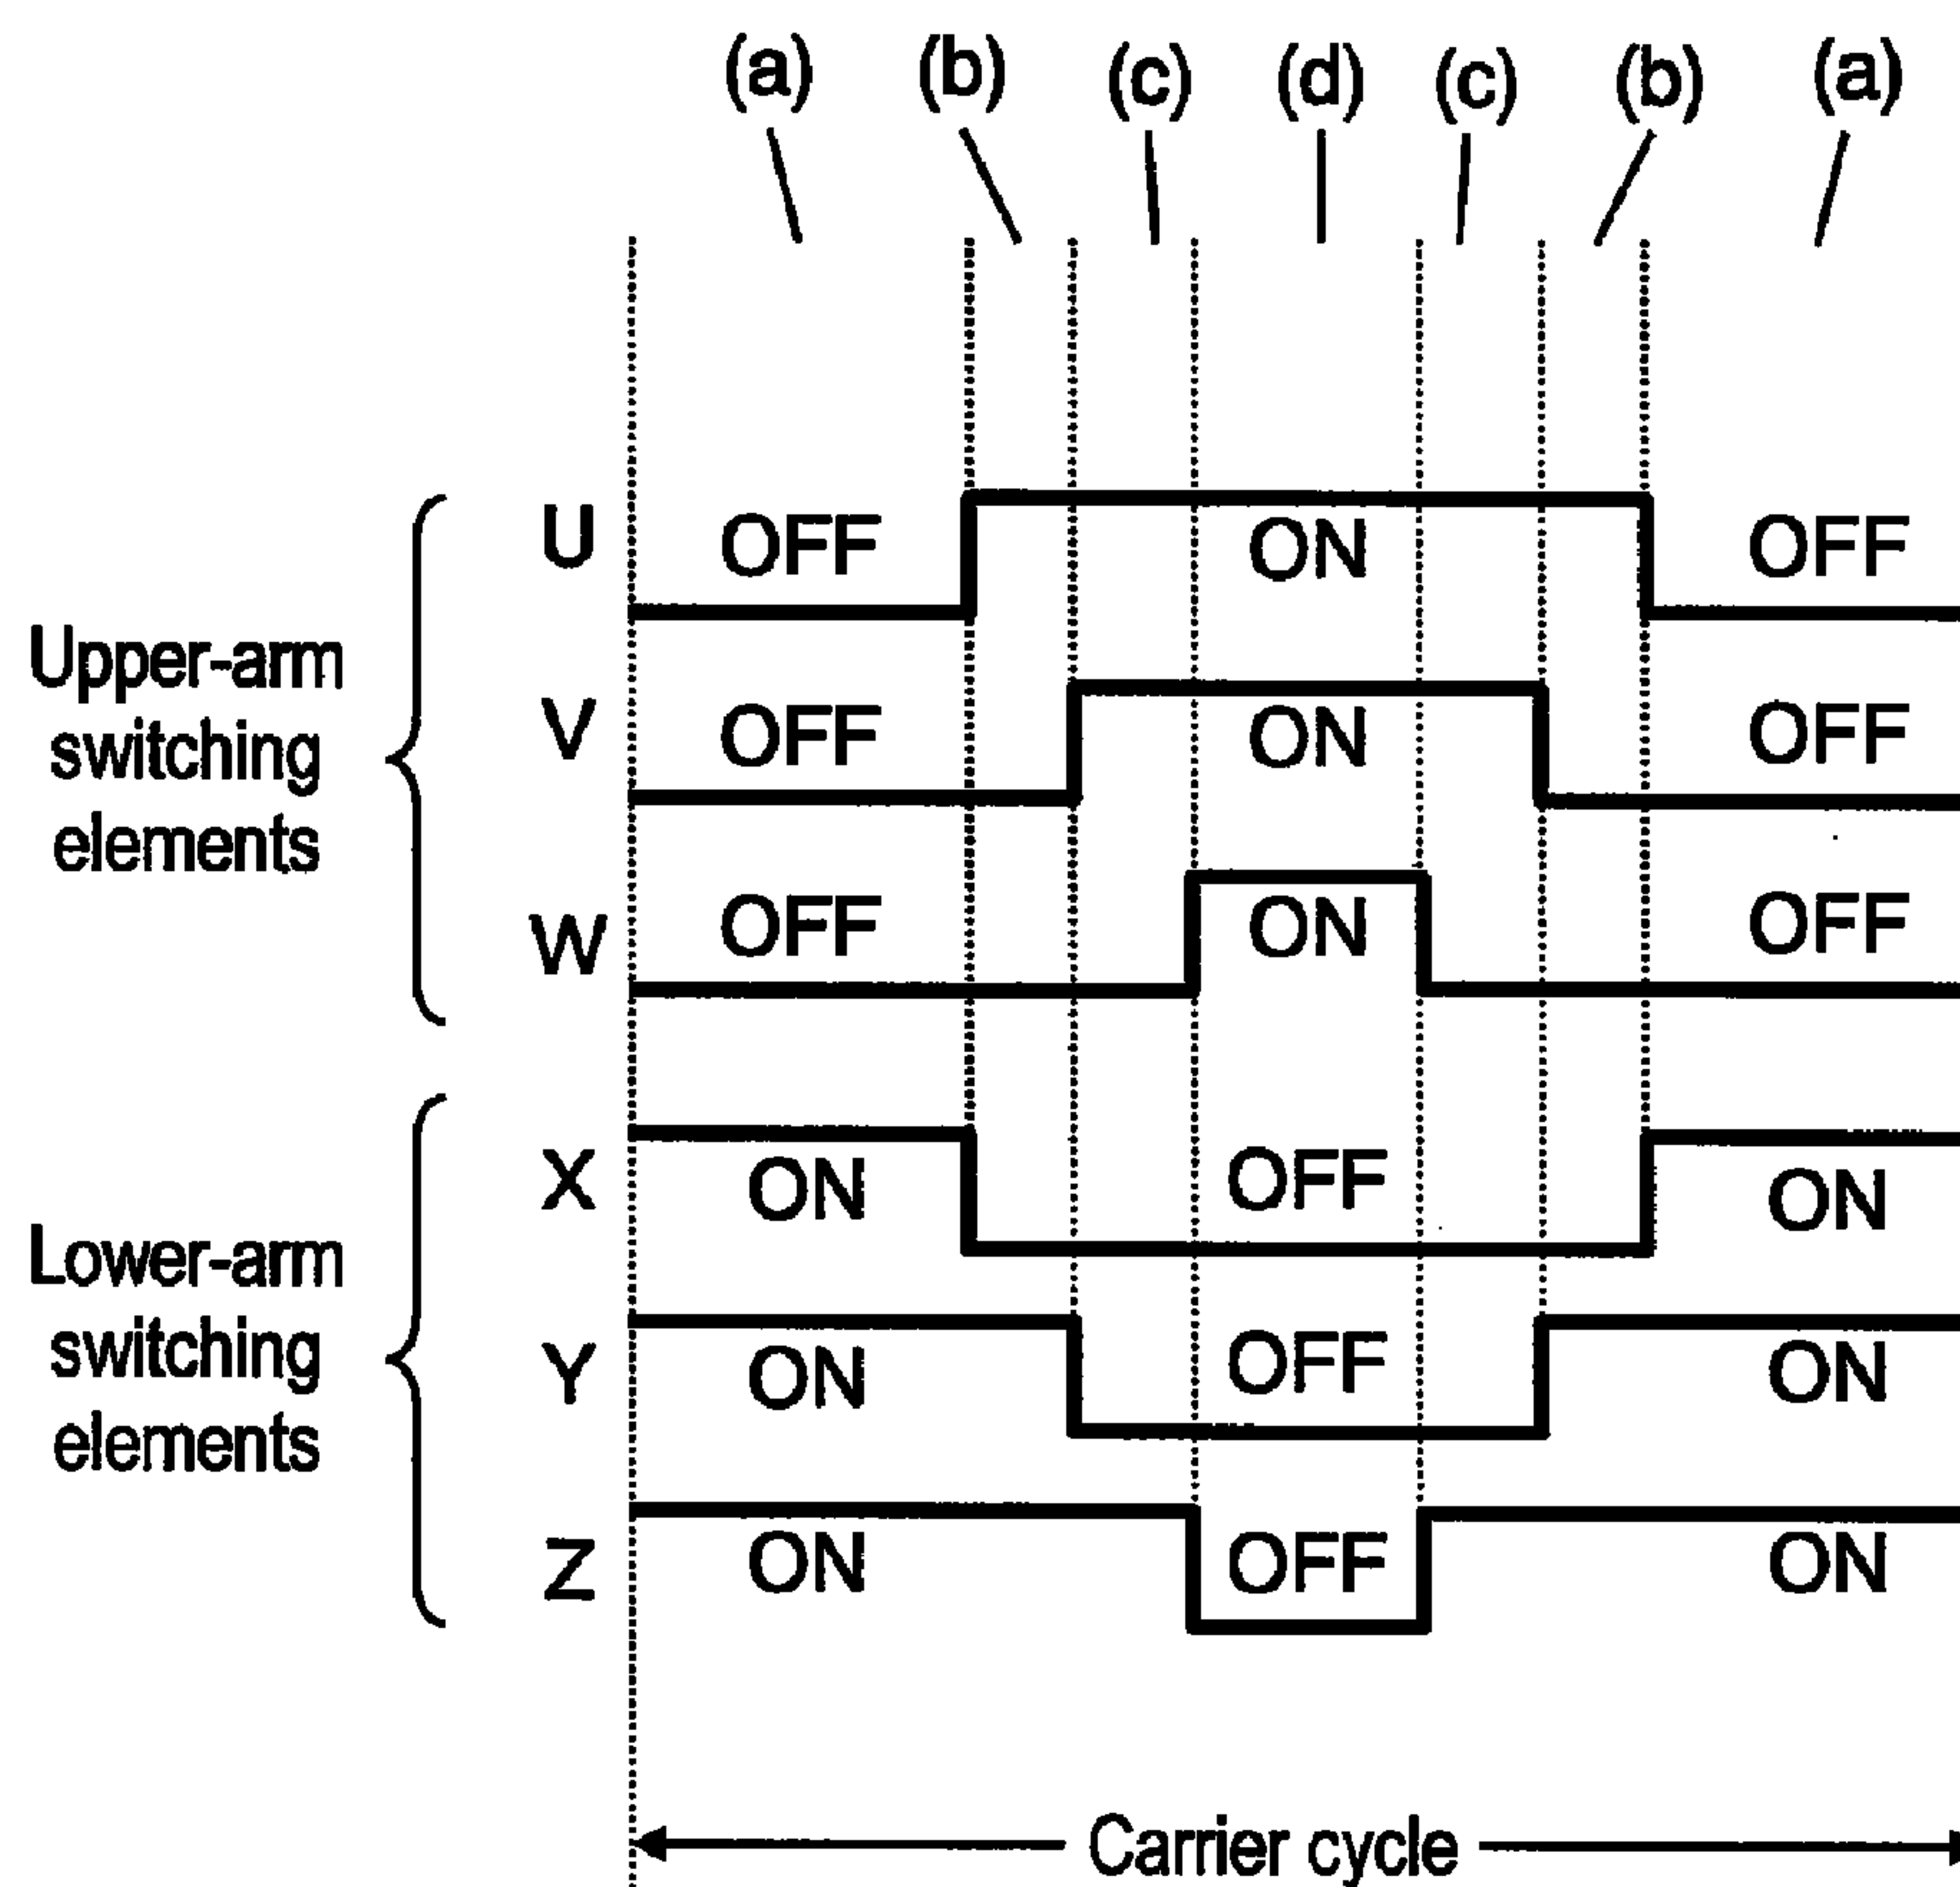 (a) (b) (c) (d) (c) (b) (a)
U OFF ON OFF
Upper-arm
switching
elements
V OFF ON OFF
W OFF ON OFF
X ON OFF ON
Lower-arm
switching
elements
Y ON OFF ON
Z ON OFF ON
Carrier cycle